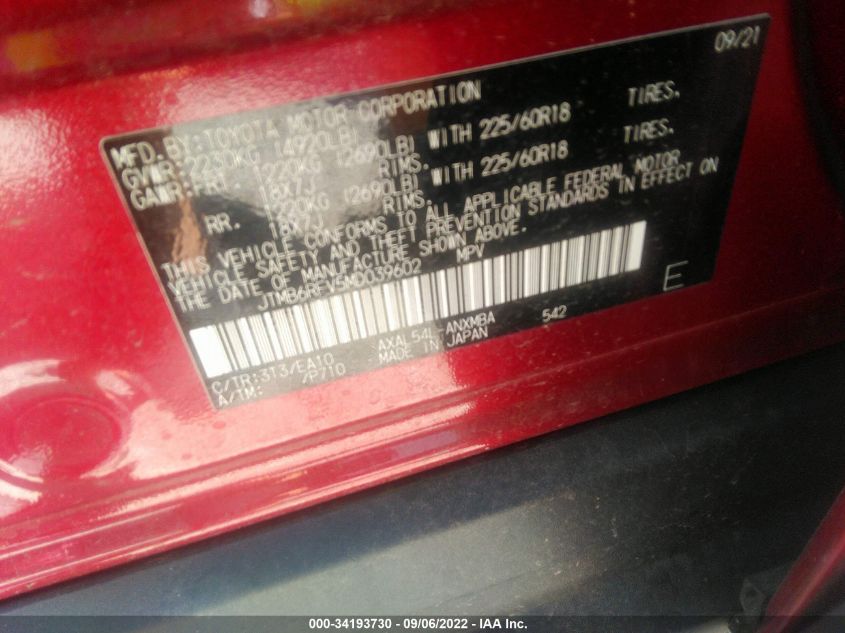 09/21
MFD. BY: TOYOTA MOTOR CORPORATION
GVWR: 2230KG (4920LB)
GAWR: FRT. 1220KG (2690LB) WITH 225/60R18 TIRES.
18X7J RIMS.
RR. 1220KG (2690LB) WITH 225/60R18 TIRES.
18X7J RIMS.
THIS VEHICLE CONFORMS TO ALL APPLICABLE FEDERAL MOTOR
VEHICLE SAFETY AND THEFT PREVENTION STANDARDS IN EFFECT ON
THE DATE OF MANUFACTURE SHOWN ABOVE.
JTMB6RFV5MD039602 MPV
E
C/TR: 3T3/EA10 AXAL54L-ANXMBA 542
A/TM: /P710 MADE IN JAPAN
000-34193730 - 09/06/2022 - IAA Inc.